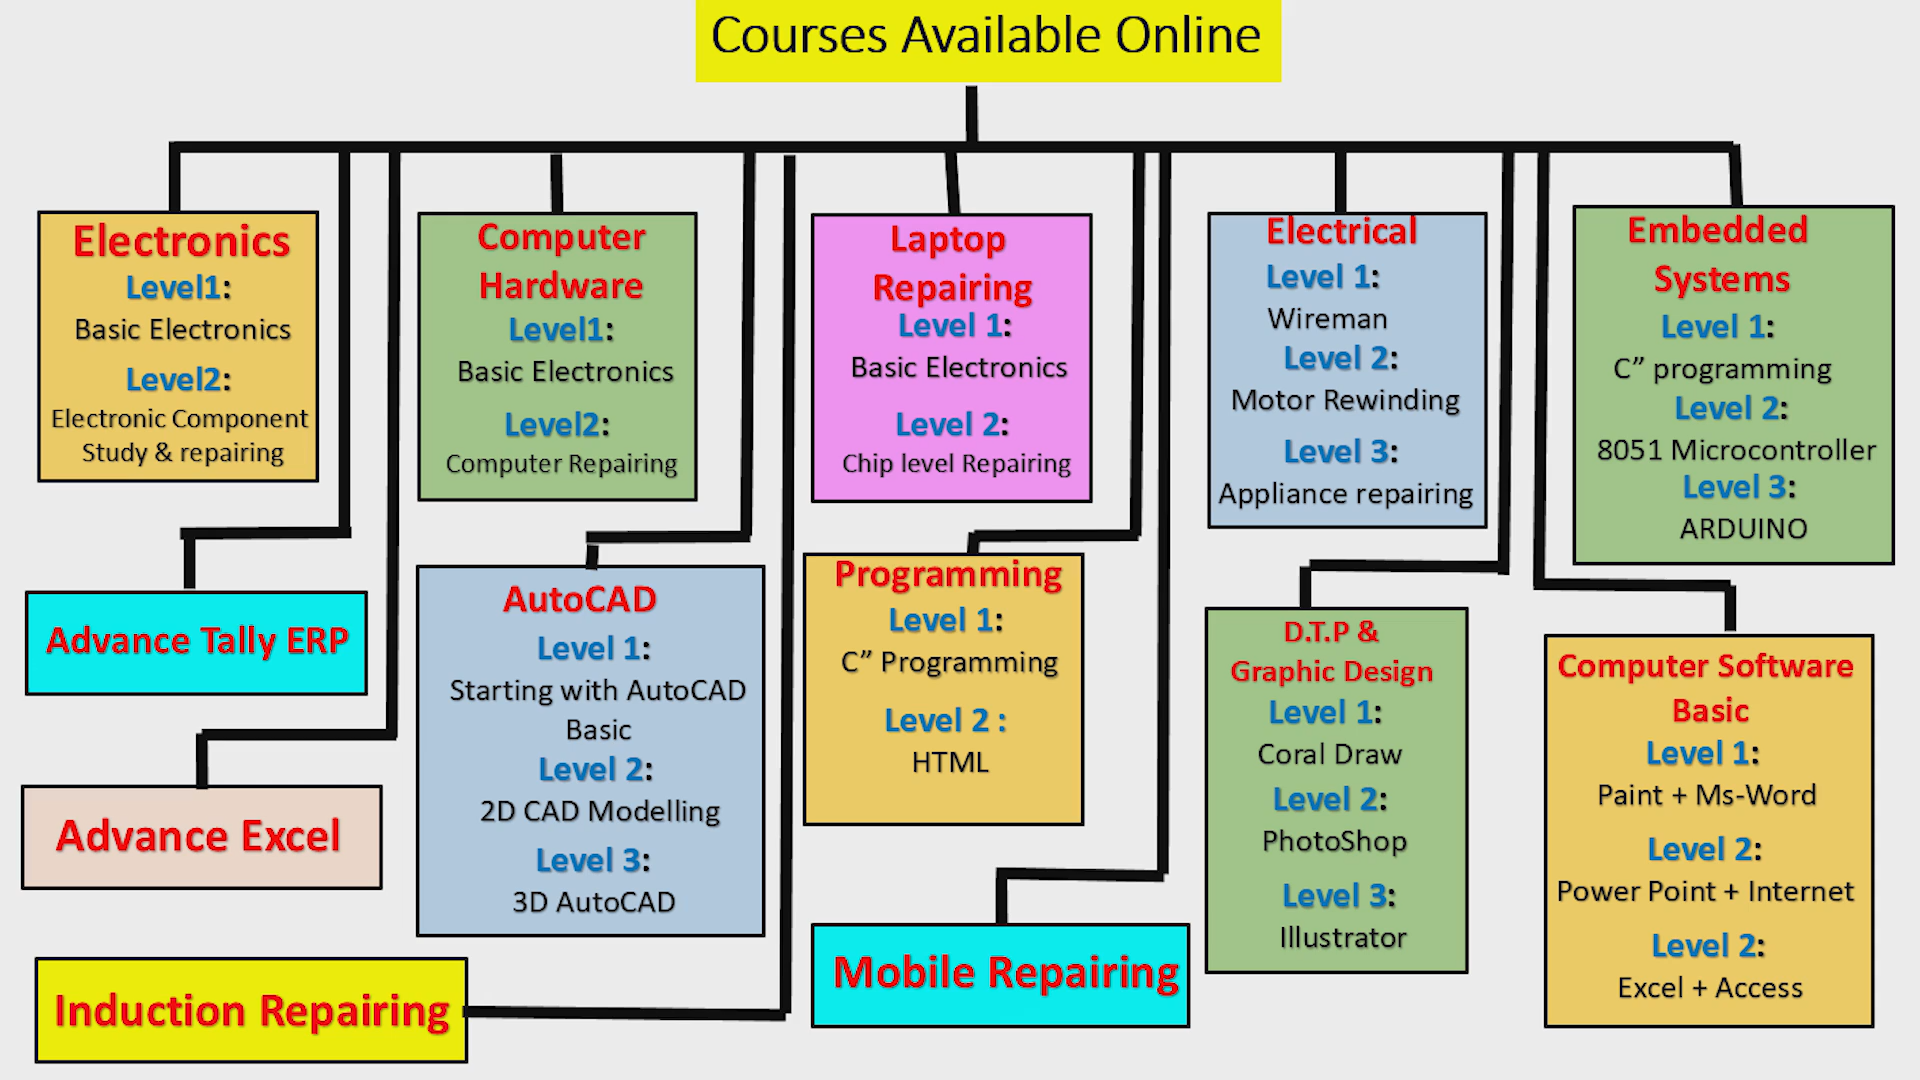 Courses Available Online
Electronics
Level1:
Basic Electronics
Level2:
Electronic Component
Study & repairing
Computer
Hardware
Level1:
Basic Electronics
Level2:
Computer Repairing
Laptop
Repairing
Level 1:
Basic Electronics
Level 2:
Chip level Repairing
Electrical
Level 1:
Wireman
Level 2:
Motor Rewinding
Level 3:
Appliance repairing
Embedded
Systems
Level 1:
C” programming
Level 2:
8051 Microcontroller
Level 3:
ARDUINO
Advance Tally ERP
AutoCAD
Level 1:
Starting with AutoCAD
Basic
Level 2:
2D CAD Modelling
Level 3:
3D AutoCAD
Programming
Level 1:
C” Programming
Level 2 :
HTML
D.T.P &
Graphic Design
Level 1:
Coral Draw
Level 2:
PhotoShop
Level 3:
Illustrator
Computer Software
Basic
Level 1:
Paint + Ms-Word
Level 2:
Power Point + Internet
Level 2:
Excel + Access
Advance Excel
Mobile Repairing
Induction Repairing